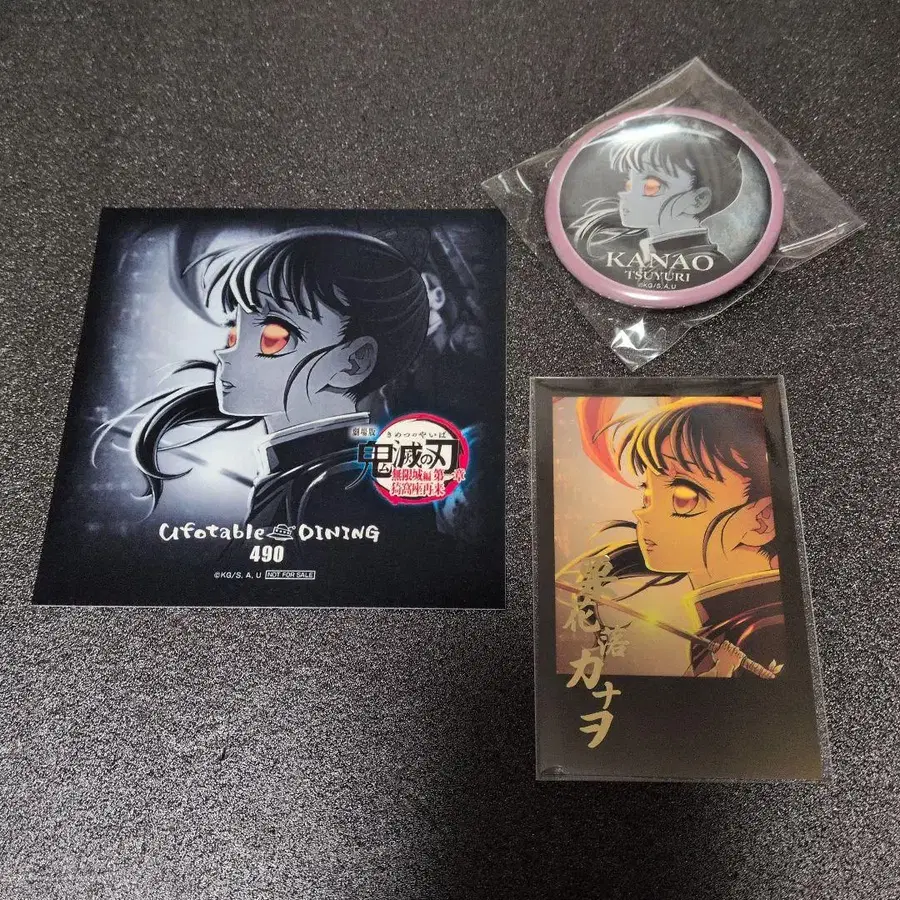 劇場版
きめつのやいば
鬼滅の刃
無限城編 第一章
猗窩座再来
ufotable DINING
490
©KG/S, A, U NOT FOR SALE
KANAO
TSUYURI
©KG/S, A, U
栗花落カナヲ